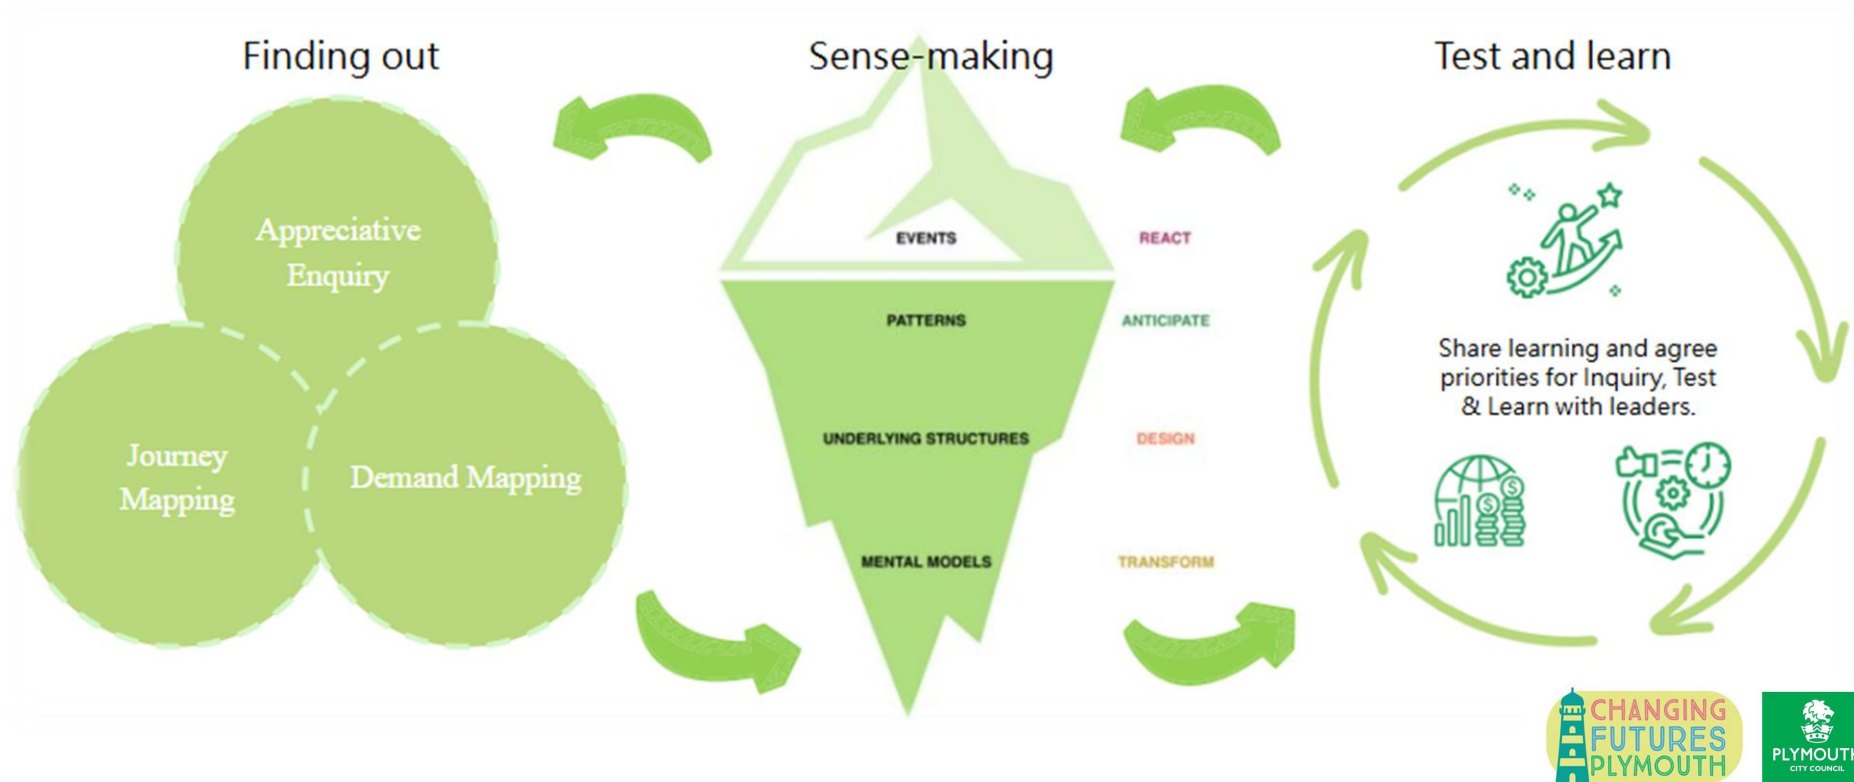 Finding out
Appreciative
Enquiry
Journey
Mapping
Demand Mapping
Sense-making
EVENTS
REACT
PATTERNS
ANTICIPATE
UNDERLYING STRUCTURES
DESIGN
MENTAL MODELS
TRANSFORM
Test and learn
Share learning and agree
priorities for Inquiry, Test
& Learn with leaders.
CHANGING
FUTURES
PLYMOUTH
PLYMOUTH
CITY COUNCIL